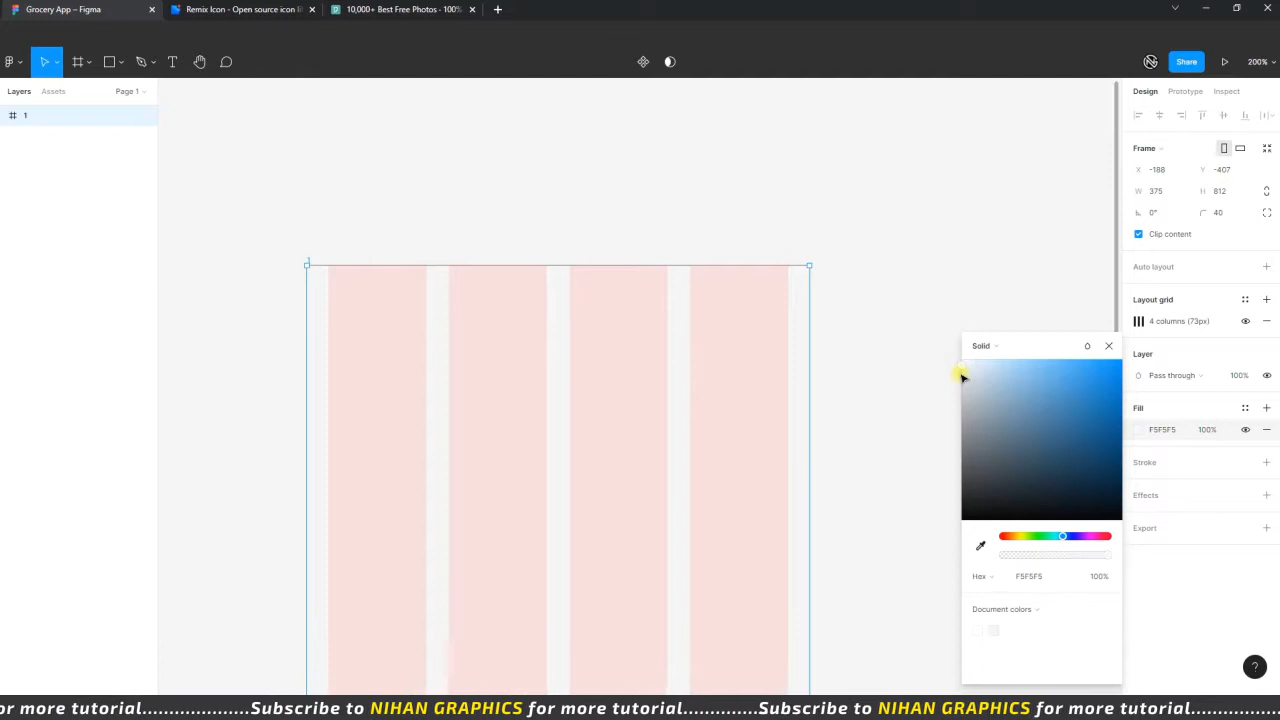 Grocery App – Figma
Remix Icon - Open source icon li
10,000+ Best Free Photos · 100%
Share
200%
Layers
Assets
Page 1
Design
Prototype
Inspect
1
Frame
X -188
Y -407
W 375
H 812
0°
40
Clip content
Auto layout
Layout grid
4 columns (73px)
1
Solid
Layer
Pass through
100%
Fill
F5F5F5
100%
Stroke
Effects
Export
Hex
F5F5F5
100%
Document colors
?
or more tutorial..................Subscribe to NIHAN GRAPHICS for more tutorial..................Subscribe to NIHAN GRAPHICS for more tutorial..................